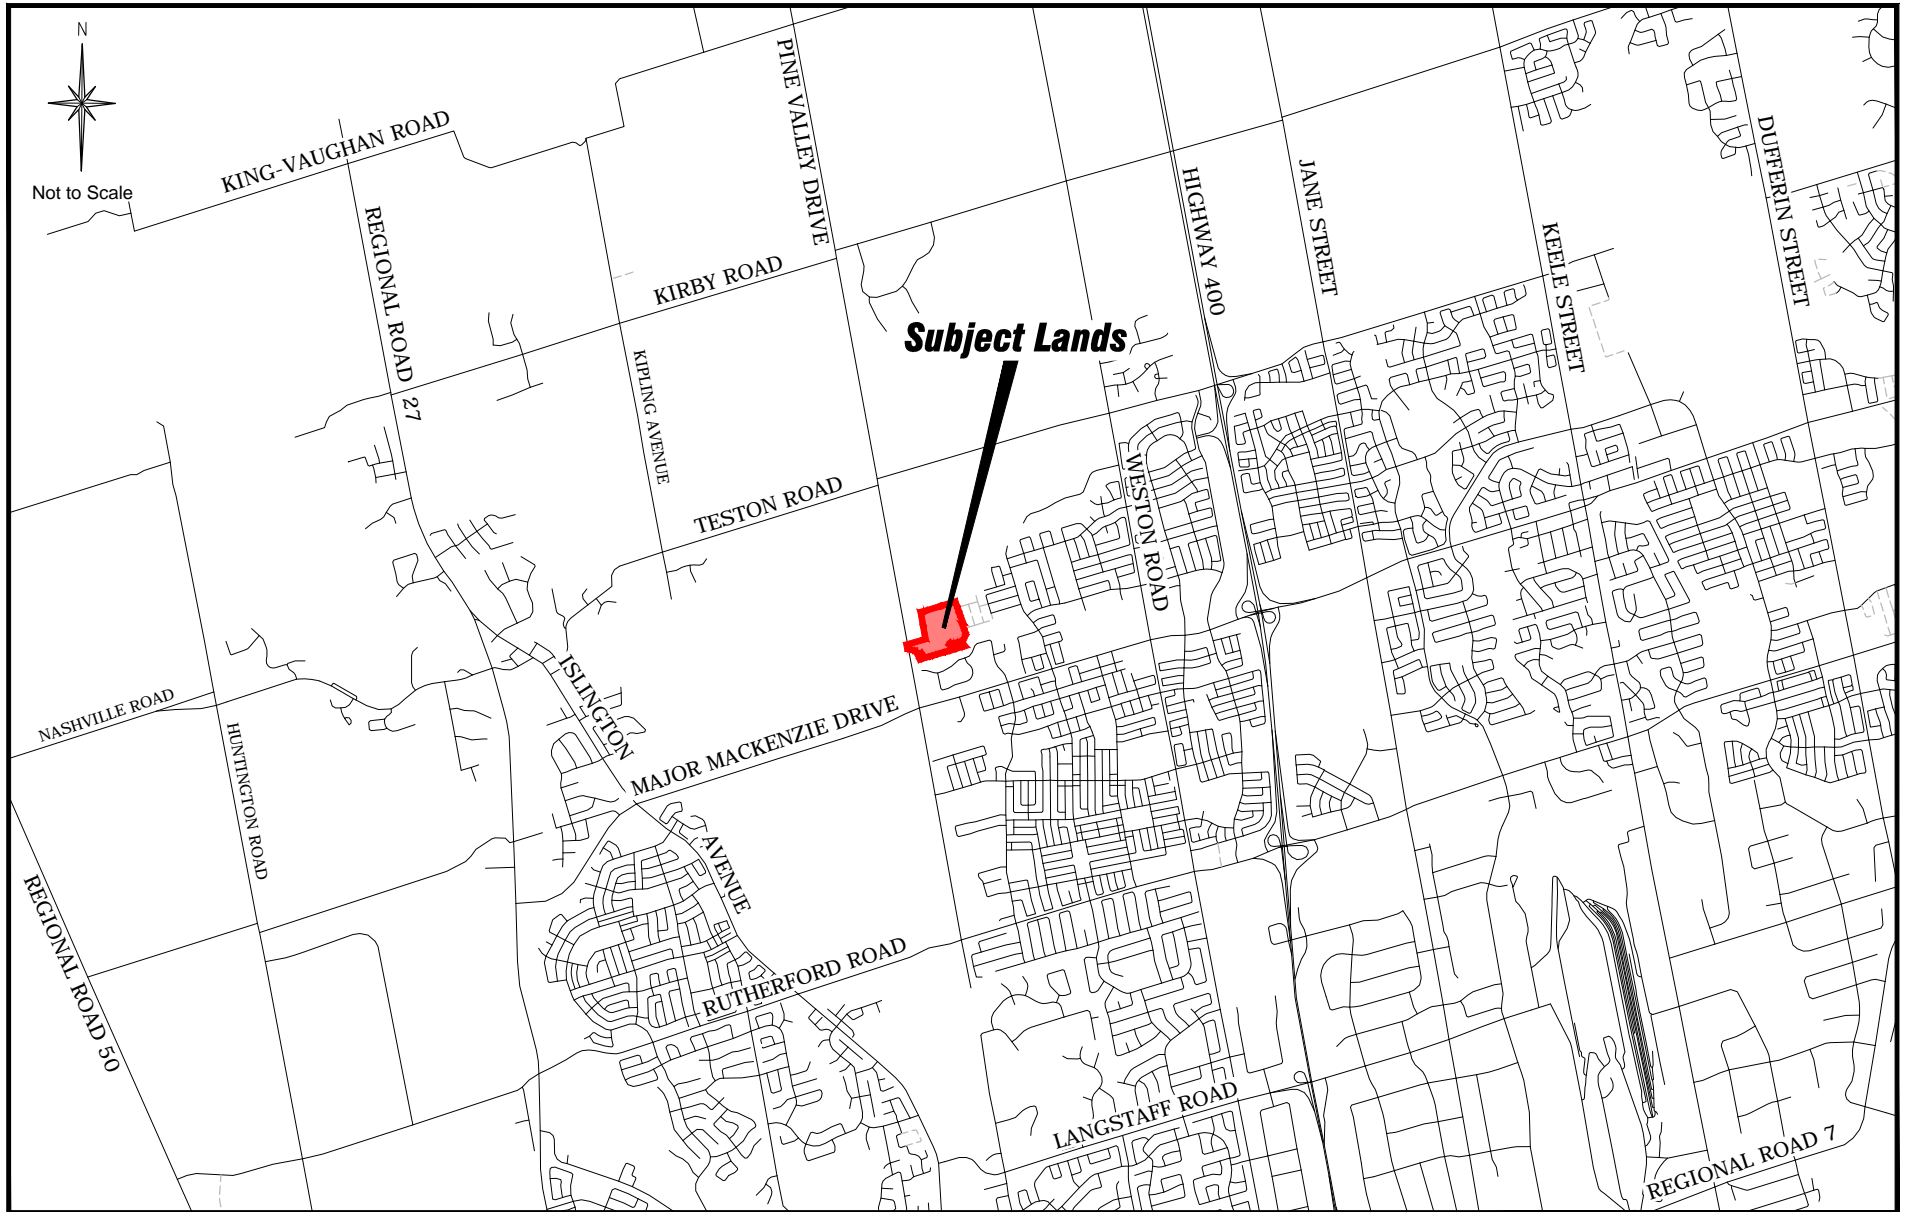 N
Not to Scale
KING-VAUGHAN ROAD
PINE VALLEY DRIVE
REGIONAL ROAD 27
KIRBY ROAD
HIGHWAY 400
JANE STREET
KEELE STREET
DUFFERIN STREET
Subject Lands
KIPLING AVENUE
TESTON ROAD
WESTON ROAD
ISLINGTON
AVENUE
NASHVILLE ROAD
HUNTINGTON ROAD
MAJOR MACKENZIE DRIVE
REGIONAL ROAD 50
RUTHERFORD ROAD
LANGSTAFF ROAD
REGIONAL ROAD 7